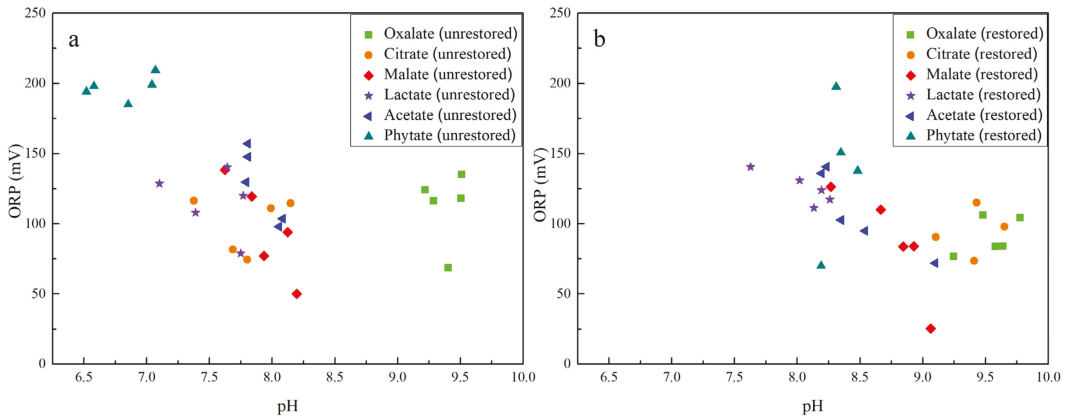 250
200
150
100
50
0
ORP (mV)
a
Oxalate (unrestored)
Citrate (unrestored)
Malate (unrestored)
Lactate (unrestored)
Acetate (unrestored)
Phytate (unrestored)
6.5 7.0 7.5 8.0 8.5 9.0 9.5 10.0
pH
250
200
150
100
50
0
ORP (mV)
b
Oxalate (restored)
Citrate (restored)
Malate (restored)
Lactate (restored)
Acetate (restored)
Phytate (restored)
6.5 7.0 7.5 8.0 8.5 9.0 9.5 10.0
pH